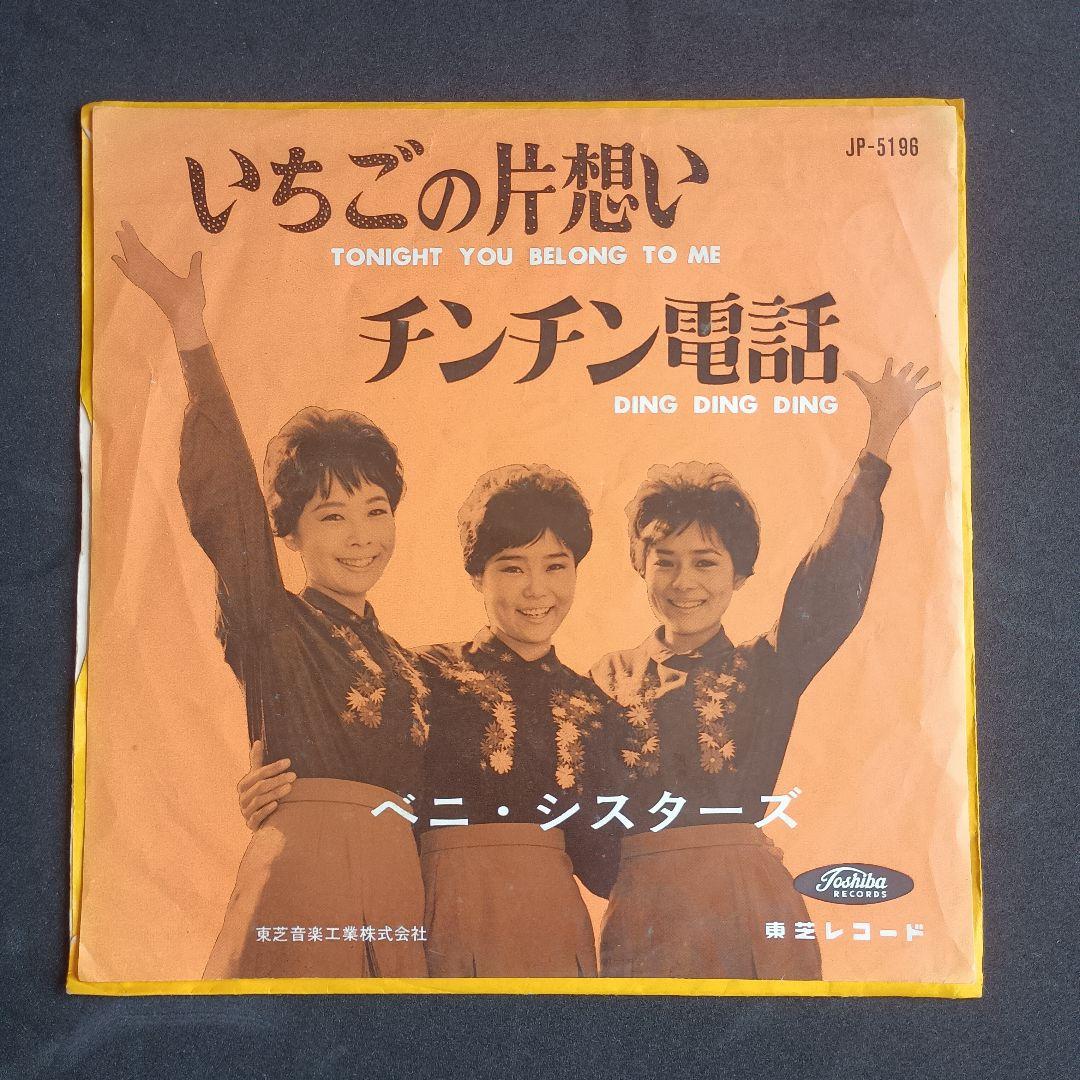 JP-5196
いちごの片想い
TONIGHT YOU BELONG TO ME
チンチン電話
DING DING DING
ベニ・シスターズ
Toshiba
RECORDS
東芝音楽工業株式会社
東芝レコード